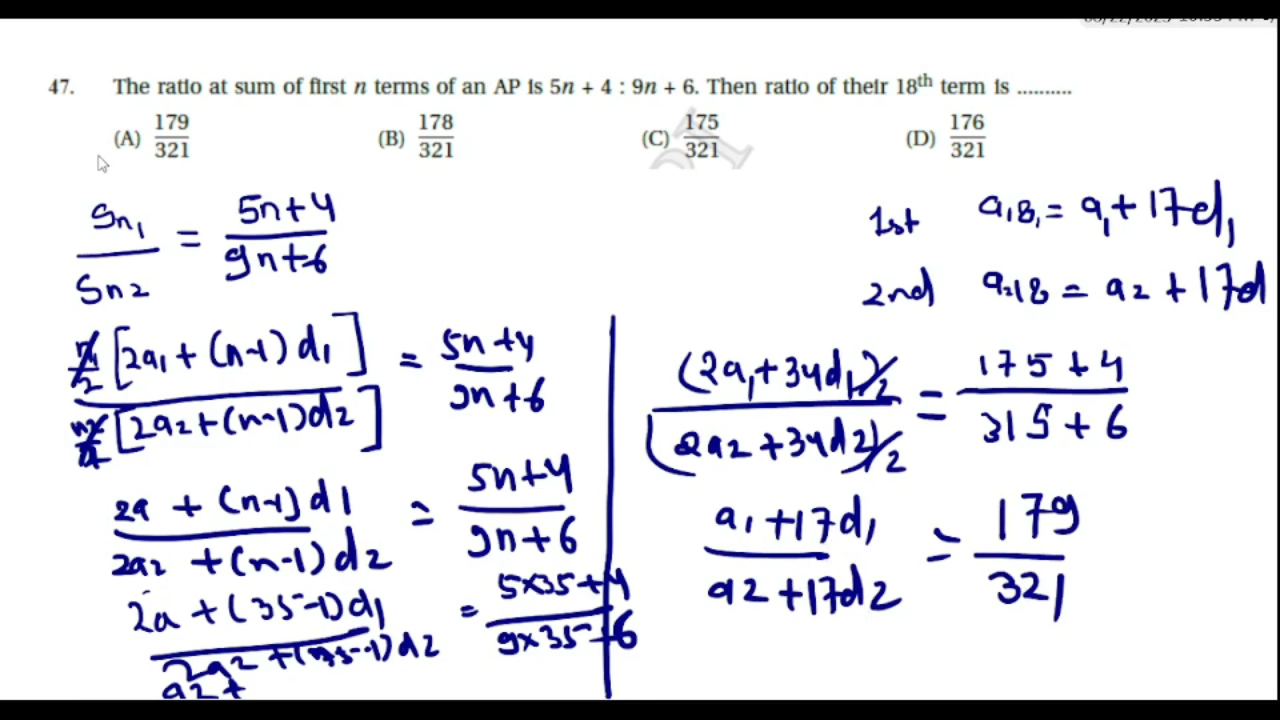 47. The ratio at sum of first n terms of an AP is 5n + 4 : 9n + 6. Then ratio of their 18th term is ..........
(A) 179/321 (B) 178/321 (C) 175/321 (D) 176/321
Sn1/Sn2 = 5n+4/9n+6
n/2 [2a1 + (n-1) d1] / n/2 [2a2 + (n-1) d2] = 5n+4/9n+6
2a + (n-1) d1 / 2a2 + (n-1) d2 = 5n+4/9n+6
2a + (35-1) d1 / 2a2 + (35-1) d2 = 5×35+4/9×35+6
a2 +
1st a181 = a1 + 17d1
2nd a218 = a2 + 17d
(2a1 + 34d1)/2 / (2a2 + 34d2)/2 = 175+4/315+6
a1 + 17d1 / a2 + 17d2 = 179/321